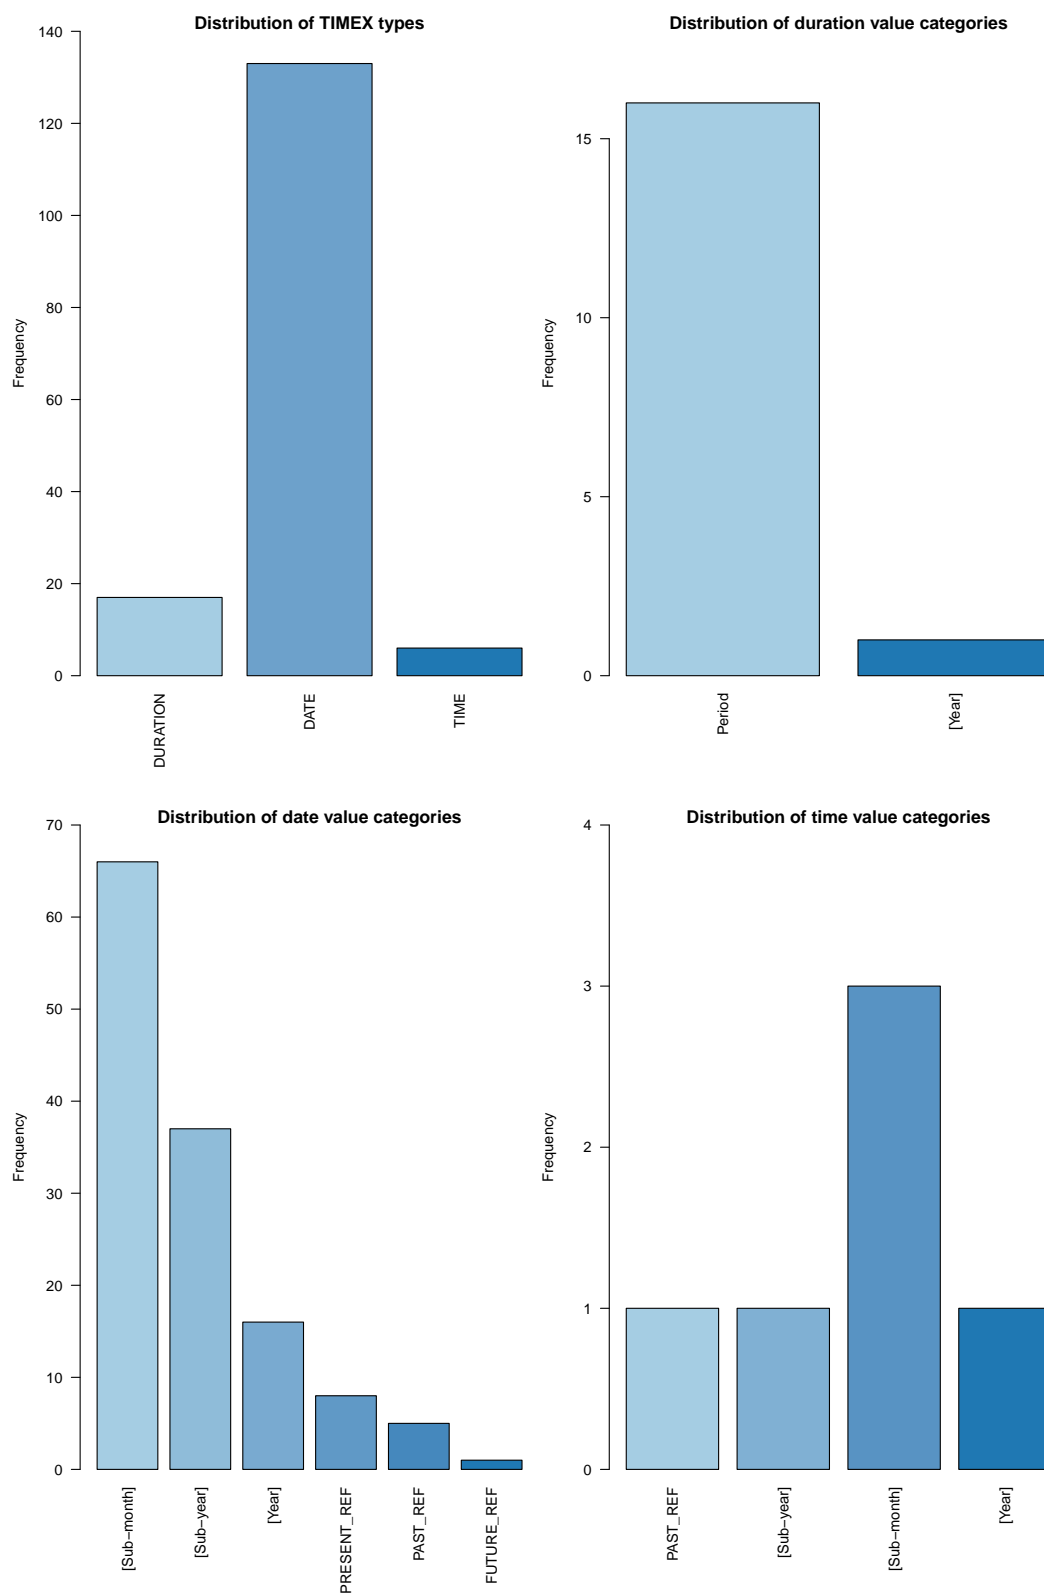 Distribution of TIMEX types
140
120
100
80
60
40
20
0
Frequency
DURATION
DATE
TIME
Distribution of duration value categories
15
10
5
0
Frequency
Period
[Year]
Distribution of date value categories
70
60
50
40
30
20
10
0
Frequency
[Sub−month]
[Sub−year]
[Year]
PRESENT_REF
PAST_REF
FUTURE_REF
Distribution of time value categories
4
3
2
1
0
Frequency
PAST_REF
[Sub−year]
[Sub−month]
[Year]